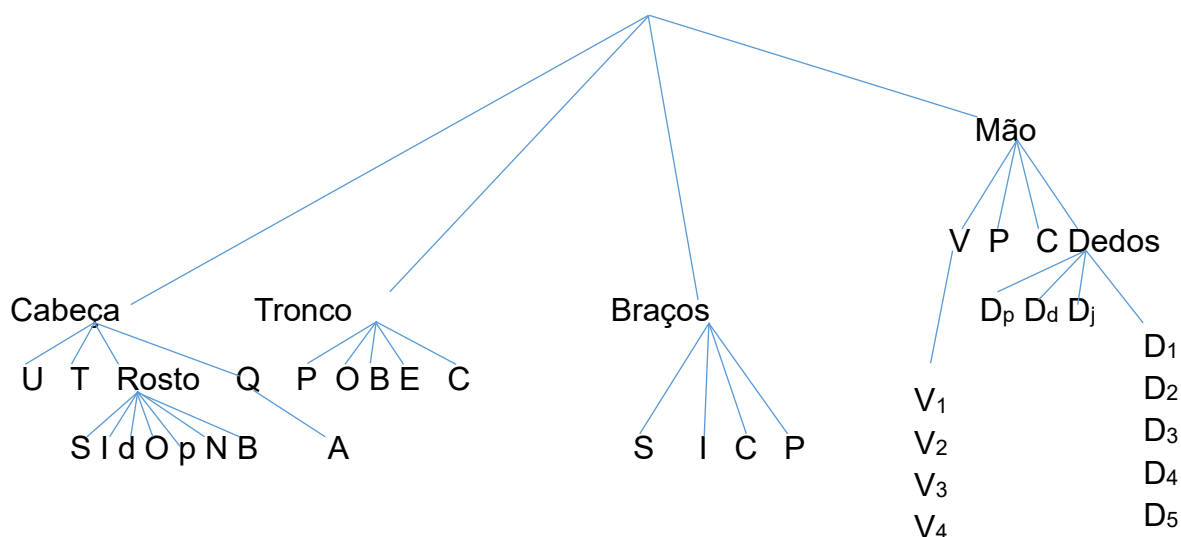 Mão
V P C Dedos
Cabeça Tronco Braços Dp Dd Dj
D1
U T Rosto Q P O B E C
D2
V1
D3
S I d O p N B A S I C P
V2
D4
V3
D5
V4